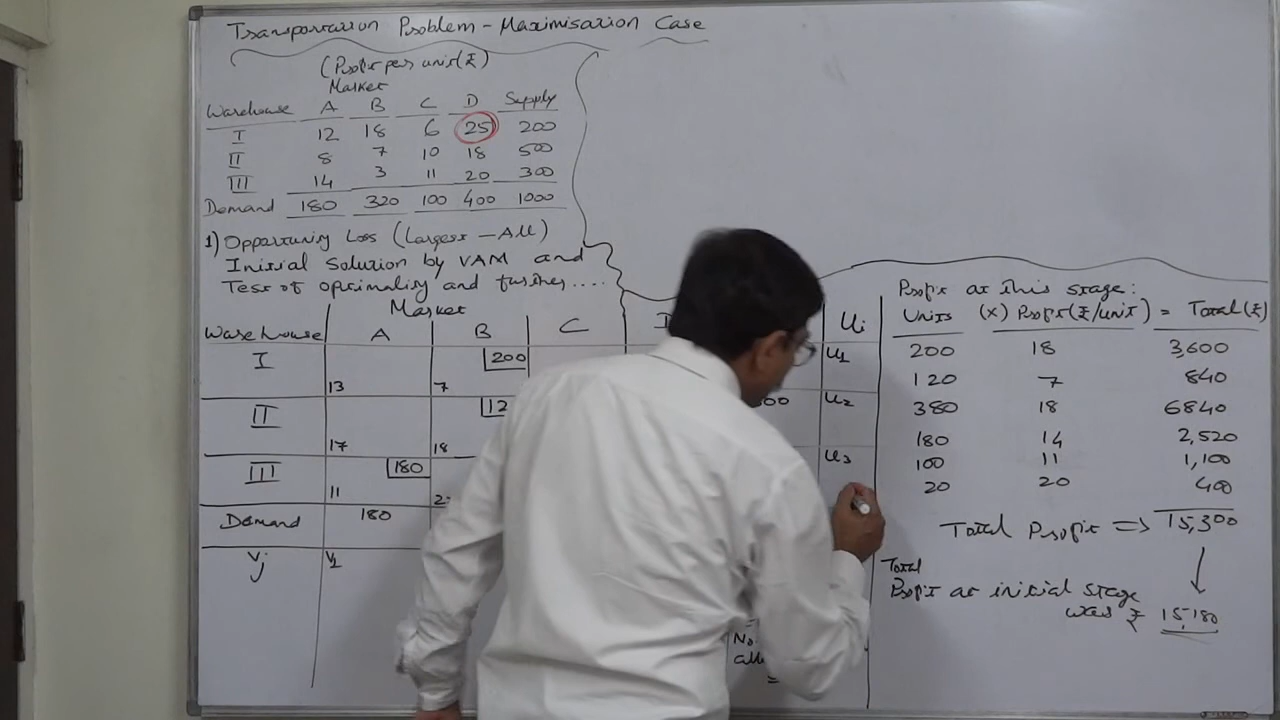 Transportation Problem - Maximisation Case
(Profit per unit (₹)
Market
Warehouse A B C D Supply
I 12 18 6 25 200
II 8 7 10 18 500
III 14 3 11 20 300
Demand 180 320 100 400 1000
1) Opportunity Loss (Largest - All)
Initial Solution by VAM and
Test of optimality and further....
Market
Warehouse A B C Ui
I 200 U1
13 7
II 12 U2
17 18
III 180 U3
11
Demand 180
Vj V1
Profit at this stage:
Units (x) Profit (₹/unit) = Total (₹)
200 18 3,600
120 7 840
380 18 6840
180 14 2,520
100 11 1,100
20 20 400
Total Profit => 15,300
Total
Profit at initial stage
was ₹ 15,180